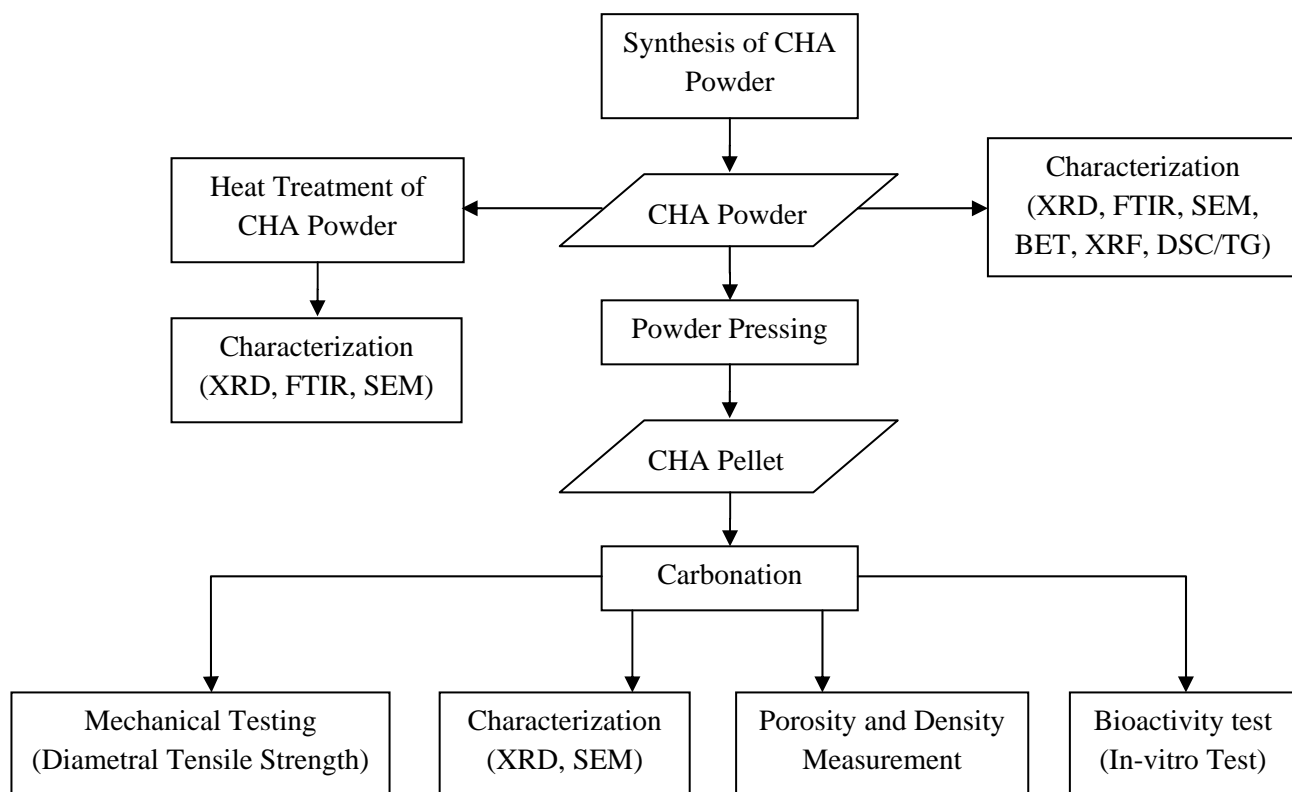 Synthesis of CHA
Powder
Heat Treatment of
CHA Powder
CHA Powder
Characterization
(XRD, FTIR, SEM,
BET, XRF, DSC/TG)
Characterization
(XRD, FTIR, SEM)
Powder Pressing
CHA Pellet
Carbonation
Mechanical Testing
(Diametral Tensile Strength)
Characterization
(XRD, SEM)
Porosity and Density
Measurement
Bioactivity test
(In-vitro Test)